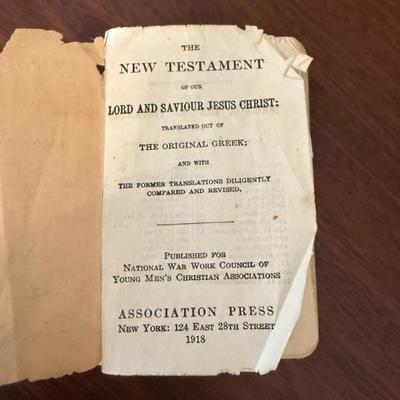 THE
NEW TESTAMENT
OF OUR
LORD AND SAVIOUR JESUS CHRIST:
TRANSLATED OUT OF
THE ORIGINAL GREEK;
AND WITH
THE FORMER TRANSLATIONS DILIGENTLY
COMPARED AND REVISED.
PUBLISHED FOR
NATIONAL WAR WORK COUNCIL OF
YOUNG MEN'S CHRISTIAN ASSOCIATIONS
ASSOCIATION PRESS
NEW YORK: 124 EAST 28TH STREET
1918